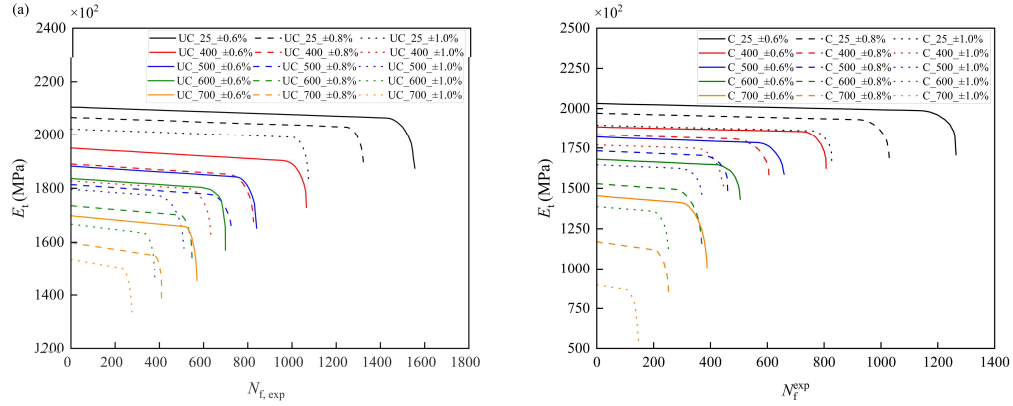 (a)
×10²
2400
2200
2000
1800
1600
1400
1200
Eₜ (MPa)
UC_25_±0.6% UC_25_±0.8% UC_25_±1.0%
UC_400_±0.6% UC_400_±0.8% UC_400_±1.0%
UC_500_±0.6% UC_500_±0.8% UC_500_±1.0%
UC_600_±0.6% UC_600_±0.8% UC_600_±1.0%
UC_700_±0.6% UC_700_±0.8% UC_700_±1.0%
0 200 400 600 800 1000 1200 1400 1600 1800
N_f, exp
×10²
2500
2250
2000
1750
1500
1250
1000
750
500
Eₜ (MPa)
C_25_±0.6% C_25_±0.8% C_25_±1.0%
C_400_±0.6% C_400_±0.8% C_400_±1.0%
C_500_±0.6% C_500_±0.8% C_500_±1.0%
C_600_±0.6% C_600_±0.8% C_600_±1.0%
C_700_±0.6% C_700_±0.8% C_700_±1.0%
0 200 400 600 800 1000 1200 1400
N_f^exp